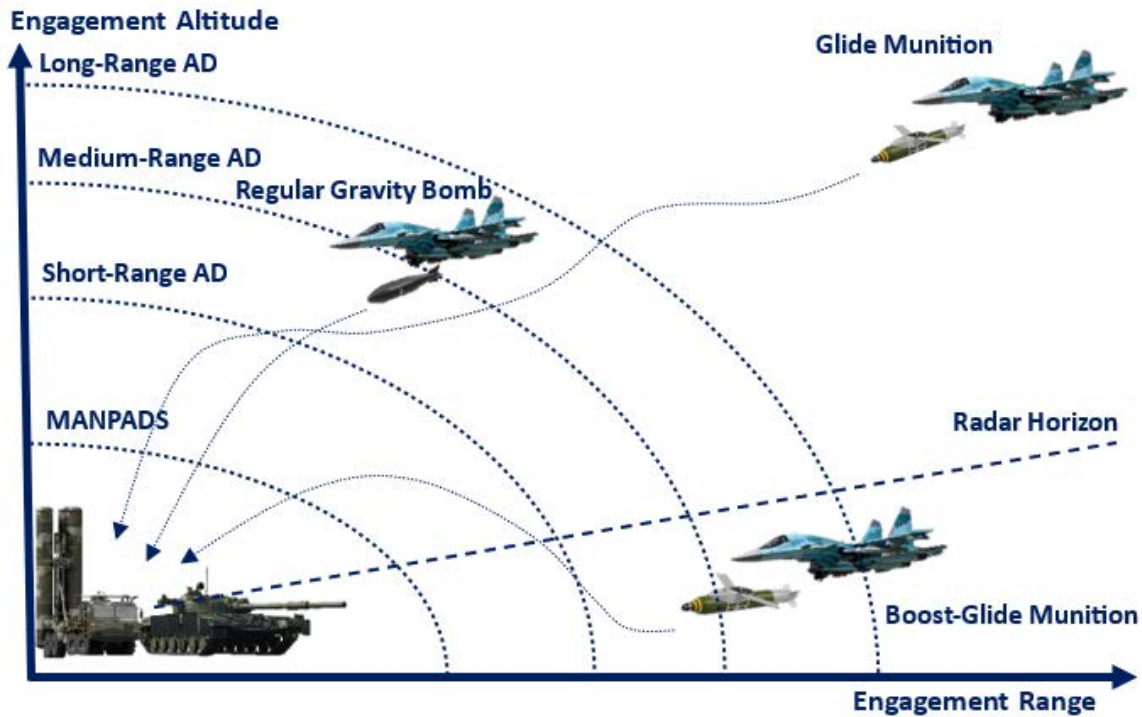 Engagement Altitude
Glide Munition
Long-Range AD
Medium-Range AD
Regular Gravity Bomb
Short-Range AD
MANPADS
Radar Horizon
Boost-Glide Munition
Engagement Range